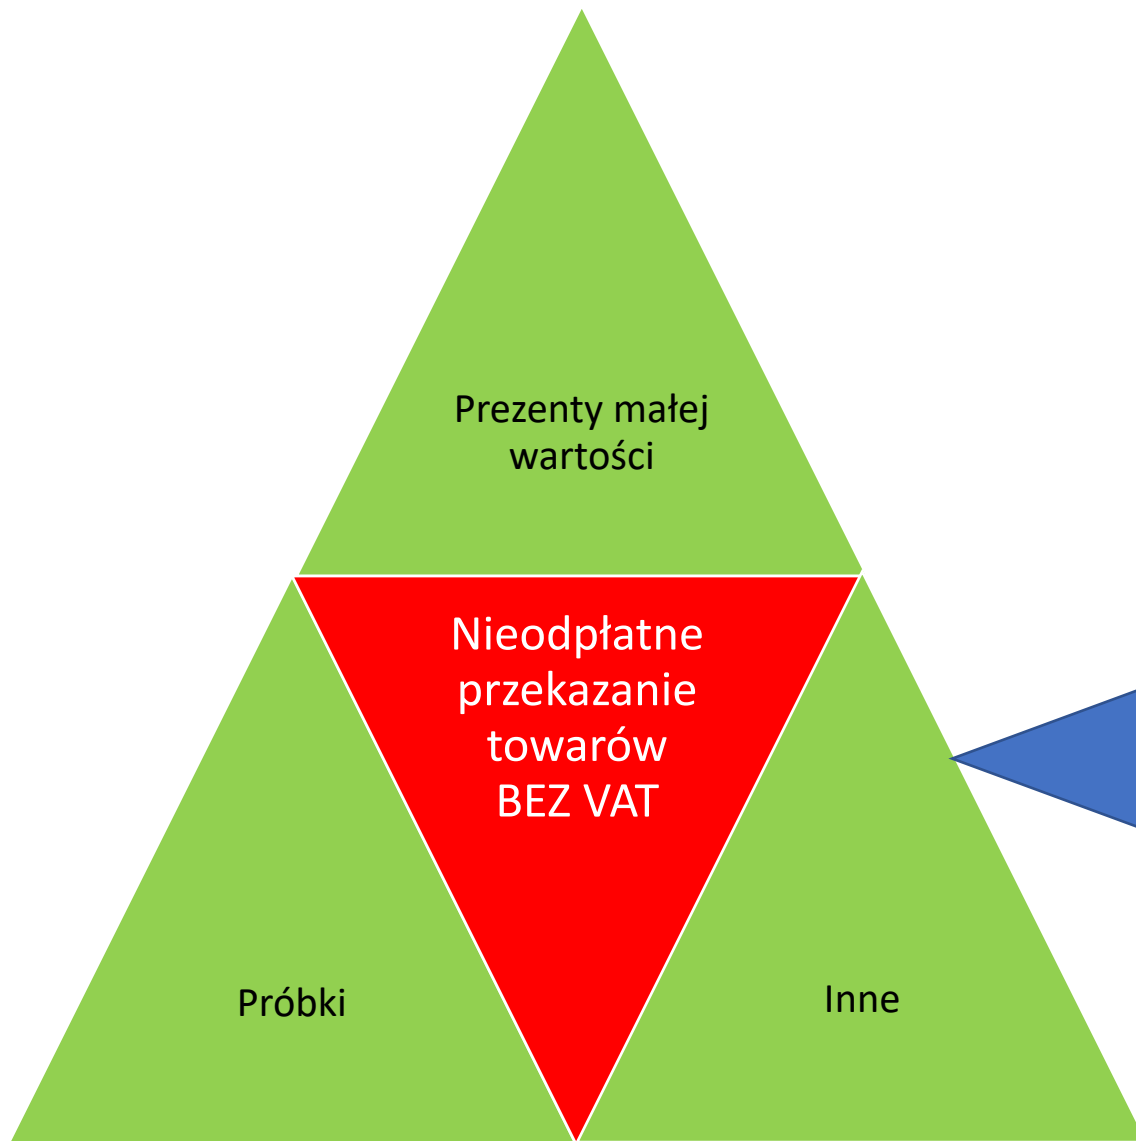 Prezenty małej
wartości
Nieodpłatne
przekazanie
towarów
BEZ VAT
Próbki
Inne